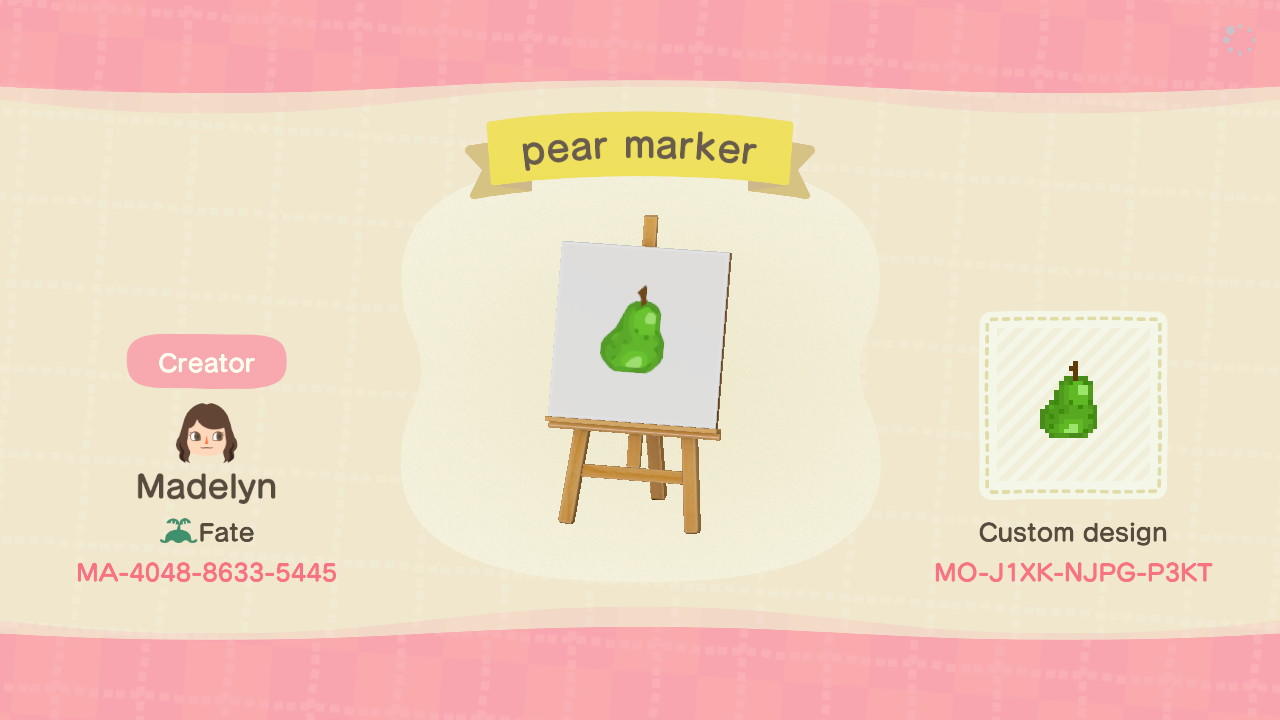 pear marker
Creator
Madelyn
Fate
MA-4048-8633-5445
Custom design
MO-J1XK-NJPG-P3KT